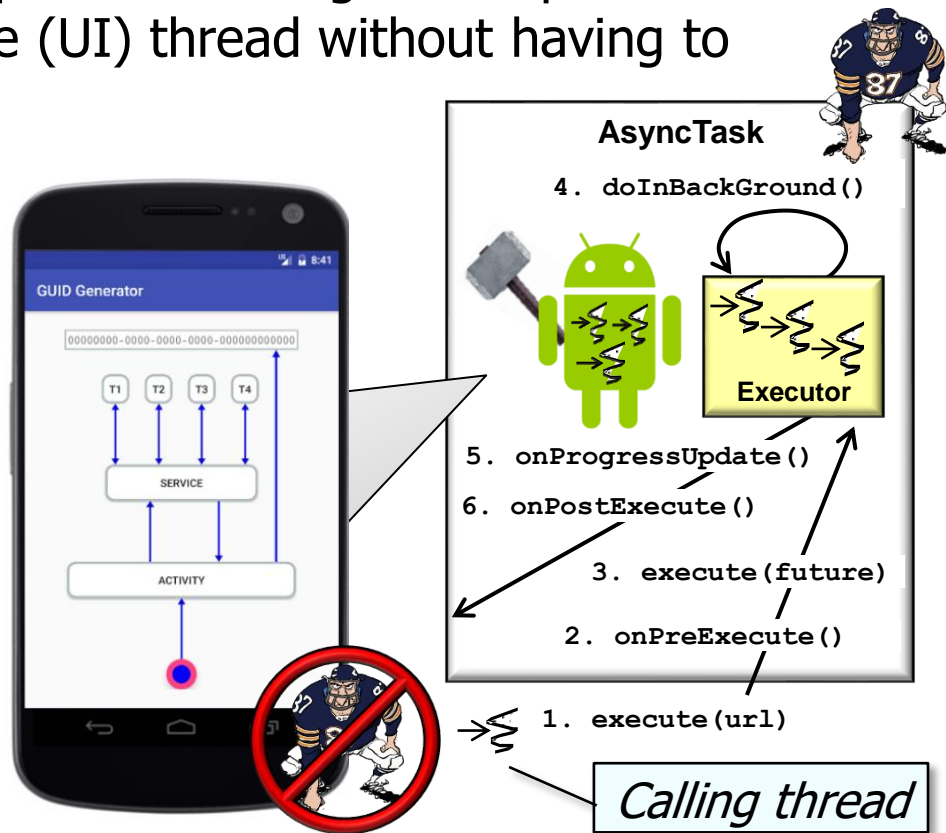 e (UI) thread without having to
AsyncTask
87
4. doInBackGround()
8:41
GUID Generator
00000000-0000-0000-0000-000000000000
T1 T2 T3 T4
Executor
SERVICE
5. onProgressUpdate()
6. onPostExecute()
ACTIVITY
3. execute(future)
2. onPreExecute()
1. execute(url)
Calling thread